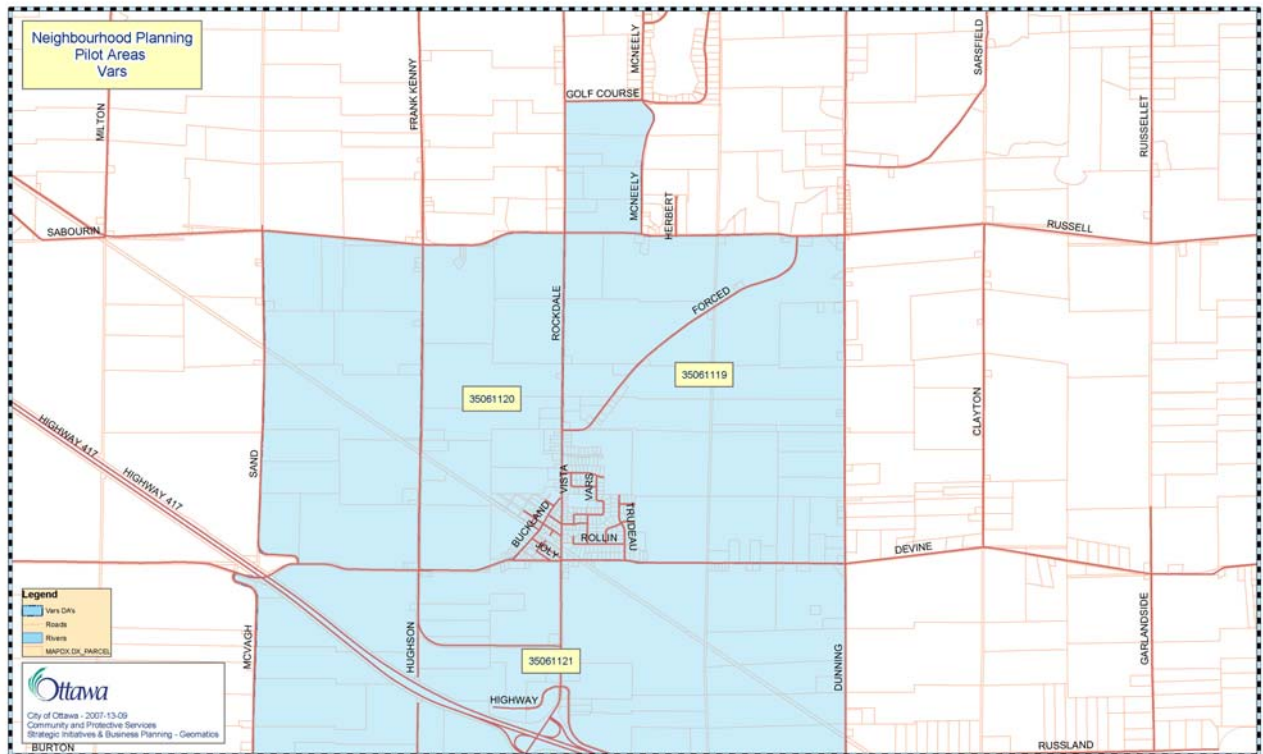 Neighbourhood Planning
Pilot Areas
Vars
MILTON
FRANK KENNY
MCNEELY
SARSFIELD
RUISSELLET
GOLF COURSE
MCNEELY
HERBERT
SABOURIN
RUSSELL
ROCKDALE
FORCED
35061119
35061120
CLAYTON
HIGHWAY 417
HIGHWAY 417
SAND
VISTA
VARS
BUCKLAND
TRUDEAU
ROLLIN
JOLY
DEVINE
Legend
Vars DA's
Roads
Rivers
MAPDX.DX_PARCEL
MCVAGH
HUGHSON
35061121
DUNNING
GARLANDSIDE
HIGHWAY
Ottawa
City of Ottawa - 2007-13-09
Community and Protective Services
Strategic Initiatives & Business Planning - Geomatics
BURTON
RUSSLAND